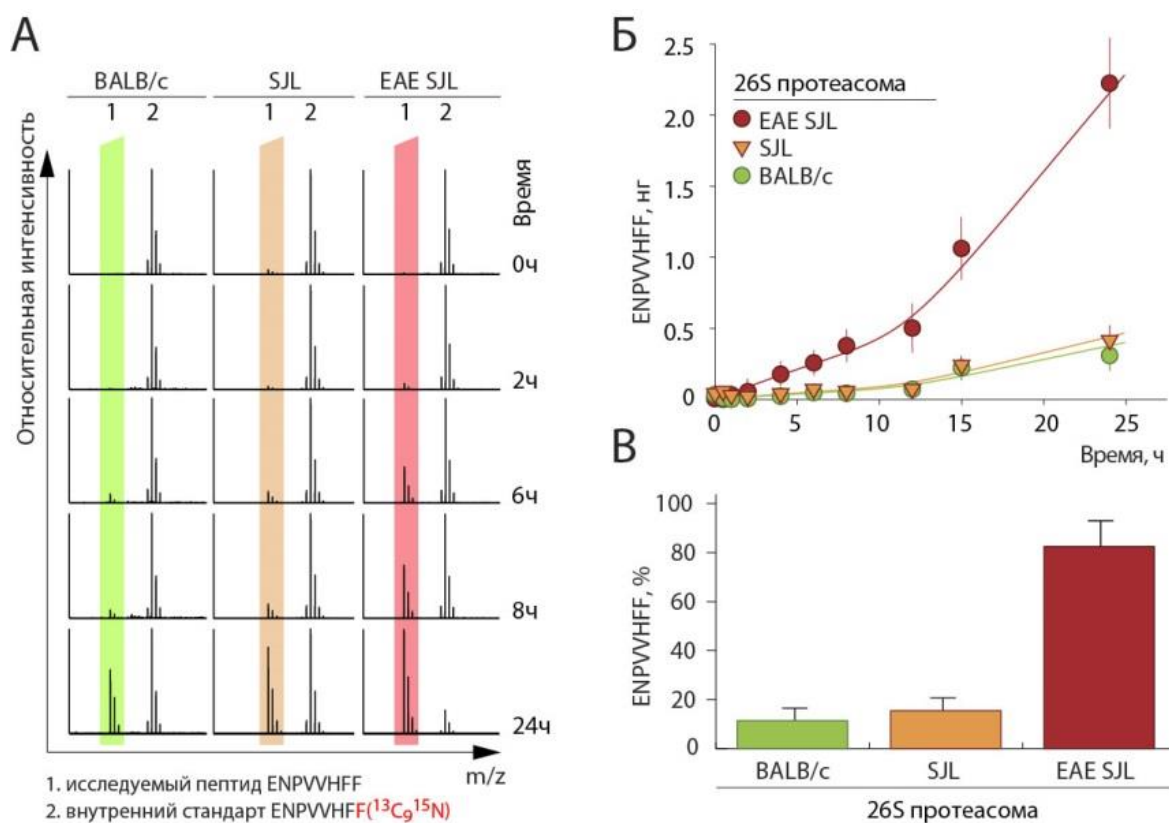 А
BALB/c SJL EAE SJL
1 2 1 2 1 2
Относительная интенсивность
Время
0ч
2ч
6ч
8ч
24ч
m/z
1. исследуемый пептид ENPVVHFF
2. внутренний стандарт ENPVVHFF(¹³C₉¹⁵N)
Б
ENPVVHFF, нг
2.5
2.0
1.5
1.0
0.5
0
26S протеасома
EAE SJL
SJL
BALB/c
0 5 10 15 20 25
Время, ч
В
ENPVVHFF, %
100
80
60
40
20
0
BALB/c SJL EAE SJL
26S протеасома